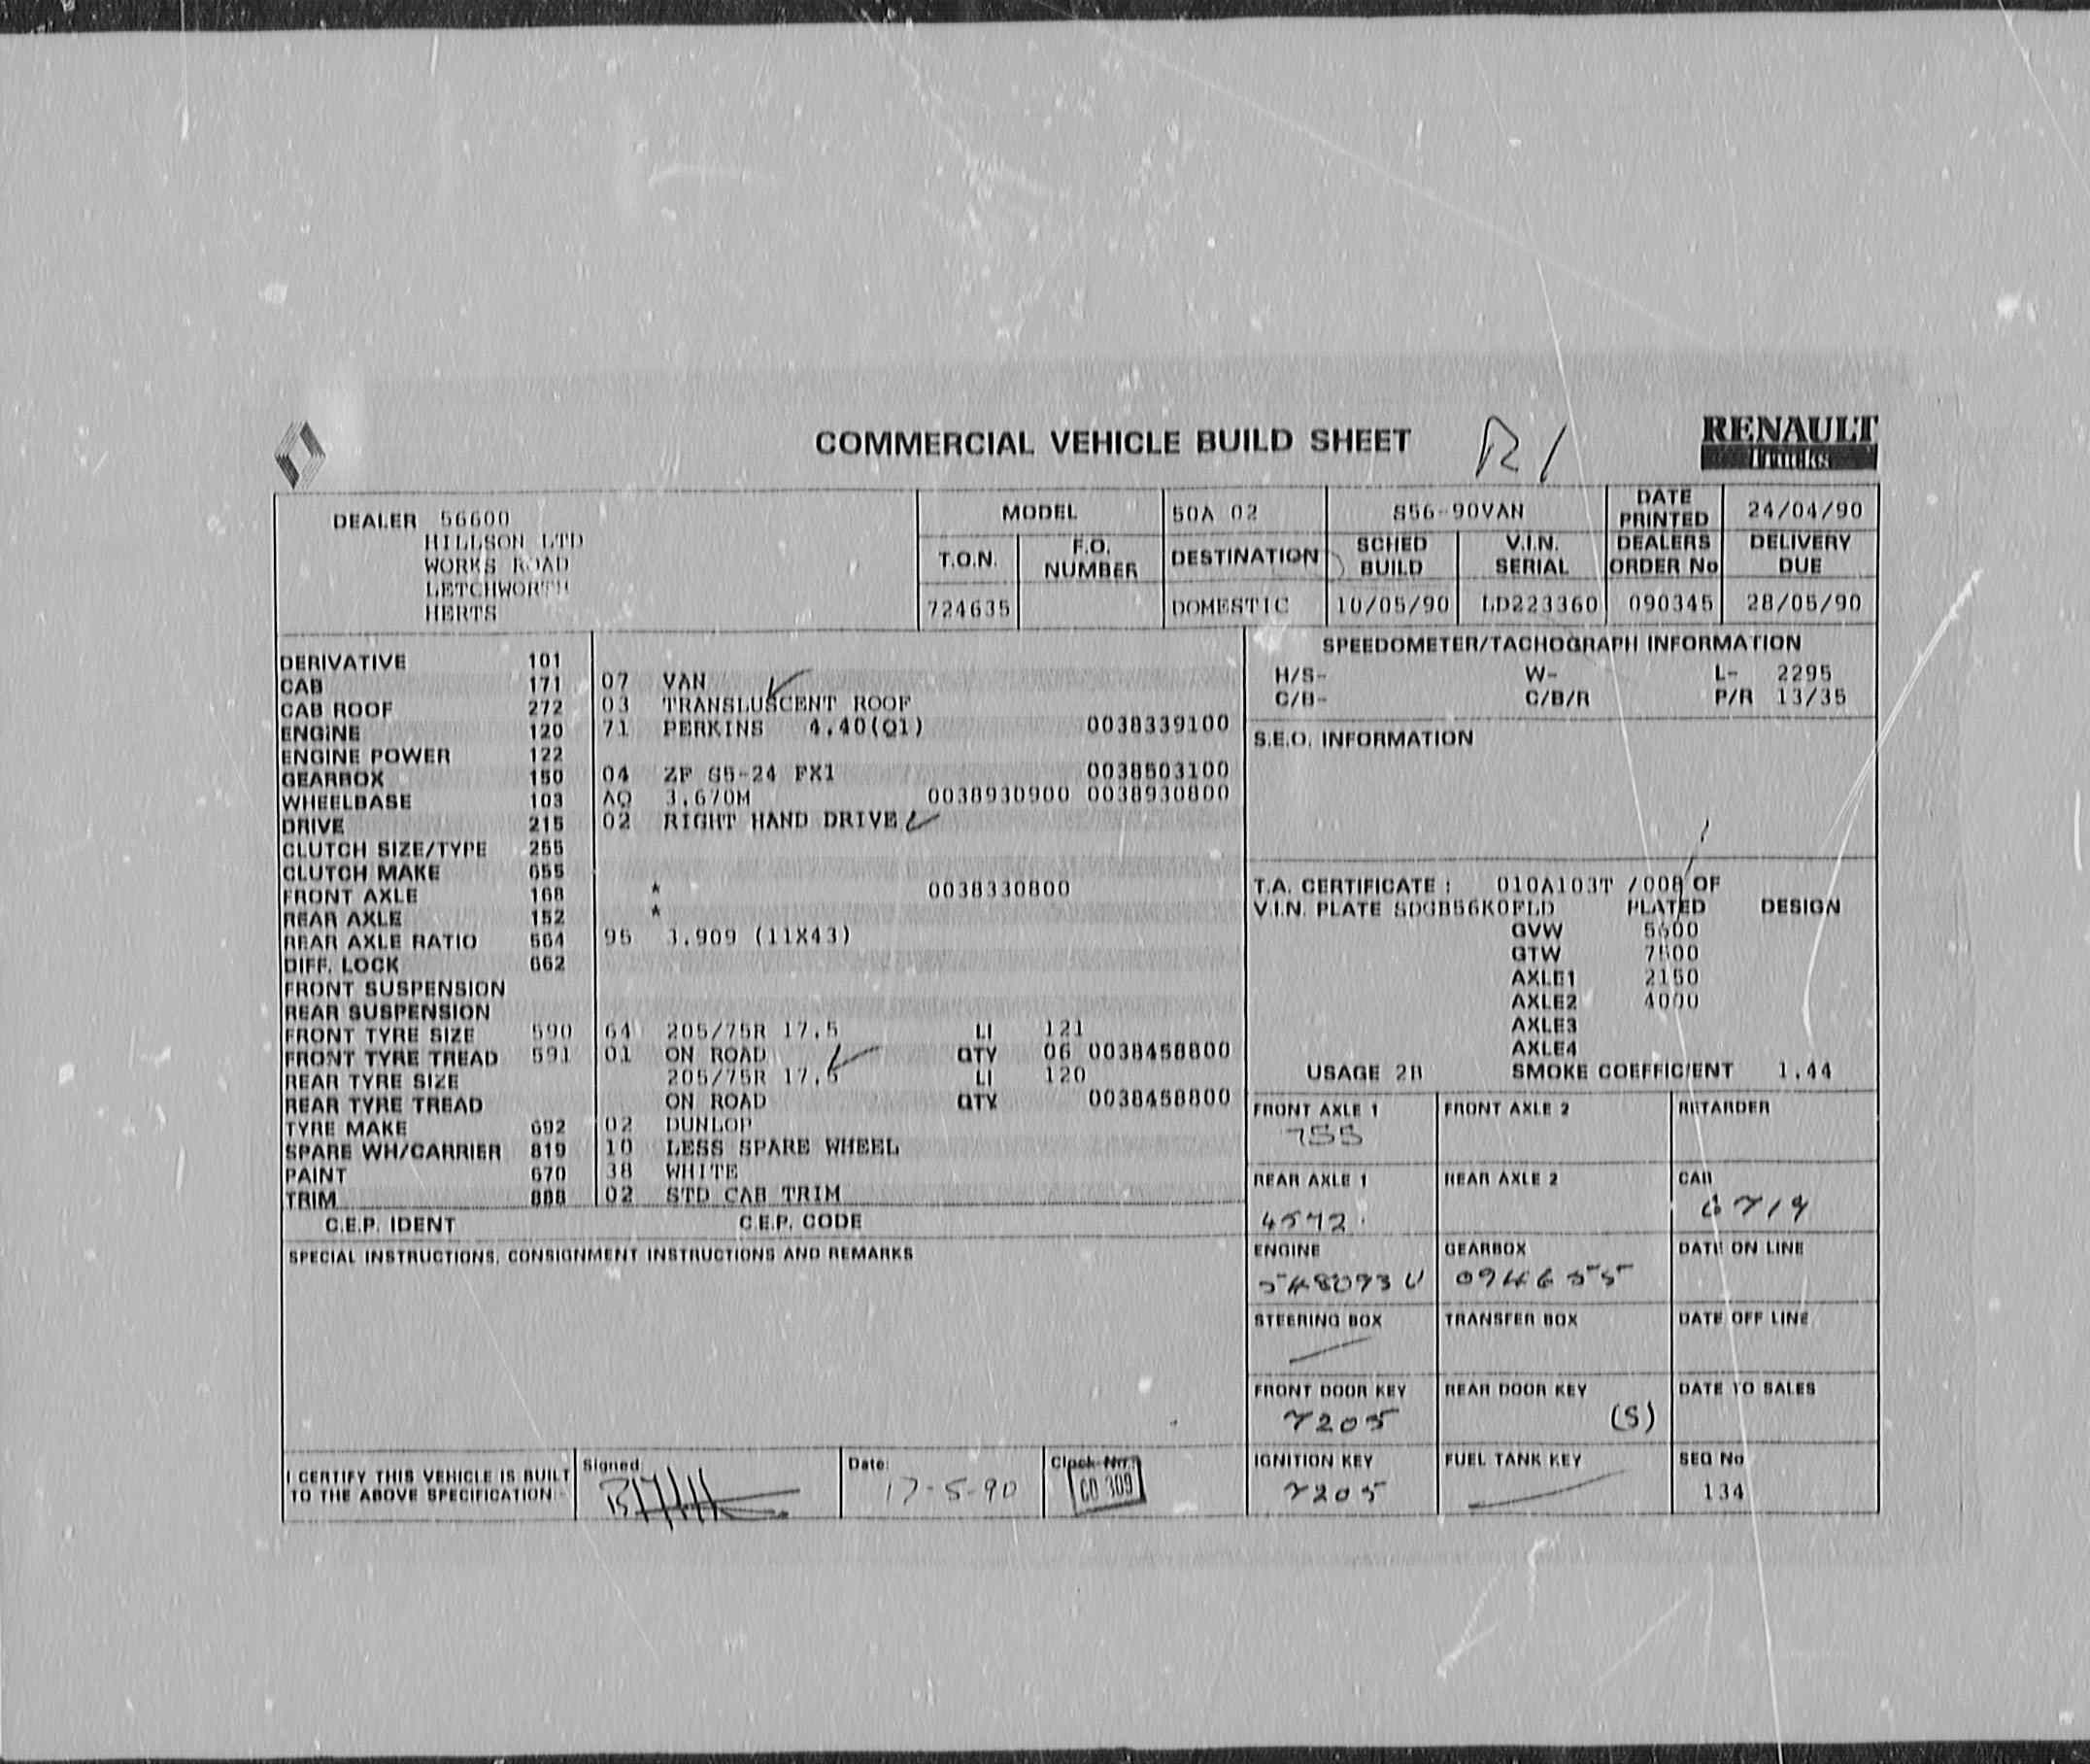 COMMERCIAL VEHICLE BUILD SHEET R1
RENAULT
Trucks
DEALER 56600
HILLSON LTD
WORKS ROAD
LETCHWORTH
HERTS
MODEL 50A 02 S56-90VAN DATE PRINTED 24/04/90
T.O.N. F.O. NUMBER DESTINATION SCHED BUILD V.I.N. SERIAL DEALERS ORDER No DELIVERY DUE
724635 DOMESTIC 10/05/90 LD223360 090345 28/05/90
DERIVATIVE 101
CAB 171 07 VAN
CAB ROOF 272 03 TRANSLUSCENT ROOF
ENGINE 120 71 PERKINS 4.40(Q1) 0038339100
ENGINE POWER 122
GEARBOX 150 04 ZF S5-24 FX1 0038503100
WHEELBASE 103 AQ 3.670M 0038930900 0038930800
DRIVE 215 02 RIGHT HAND DRIVE
CLUTCH SIZE/TYPE 255
CLUTCH MAKE 655
FRONT AXLE 168 * 0038330800
REAR AXLE 152 *
REAR AXLE RATIO 564 95 3.909 (11X43)
DIFF. LOCK 662
FRONT SUSPENSION
REAR SUSPENSION
FRONT TYRE SIZE 590 64 205/75R 17.5 LI 121
FRONT TYRE TREAD 591 01 ON ROAD QTY 06 0038458800
REAR TYRE SIZE 205/75R 17.5 LI 120
REAR TYRE TREAD ON ROAD QTY 0038458800
TYRE MAKE 692 02 DUNLOP
SPARE WH/CARRIER 819 10 LESS SPARE WHEEL
PAINT 670 38 WHITE
TRIM 888 02 STD CAB TRIM
C.E.P. IDENT C.E.P. CODE
SPECIAL INSTRUCTIONS, CONSIGNMENT INSTRUCTIONS AND REMARKS
SPEEDOMETER/TACHOGRAPH INFORMATION
H/S- W- L- 2295
C/B- C/B/R P/R 13/35
S.E.O. INFORMATION
T.A. CERTIFICATE : 010A103T /008 OF
V.I.N. PLATE SDGB56K0FLD PLATED DESIGN
GVW 5600
GTW 7500
AXLE1 2150
AXLE2 4000
AXLE3
AXLE4
USAGE 2B SMOKE COEFFICIENT 1.44
FRONT AXLE 1 FRONT AXLE 2 RETARDER
755
REAR AXLE 1 REAR AXLE 2 CAB
4572 6719
ENGINE GEARBOX DATE ON LINE
094655
STEERING BOX TRANSFER BOX DATE OFF LINE
FRONT DOOR KEY REAR DOOR KEY DATE TO SALES
7205 (S)
IGNITION KEY FUEL TANK KEY SEQ No
7205 134
I CERTIFY THIS VEHICLE IS BUILT
TO THE ABOVE SPECIFICATION:-
Signed: Date: 17-5-90 Clock Nr.: CD 309